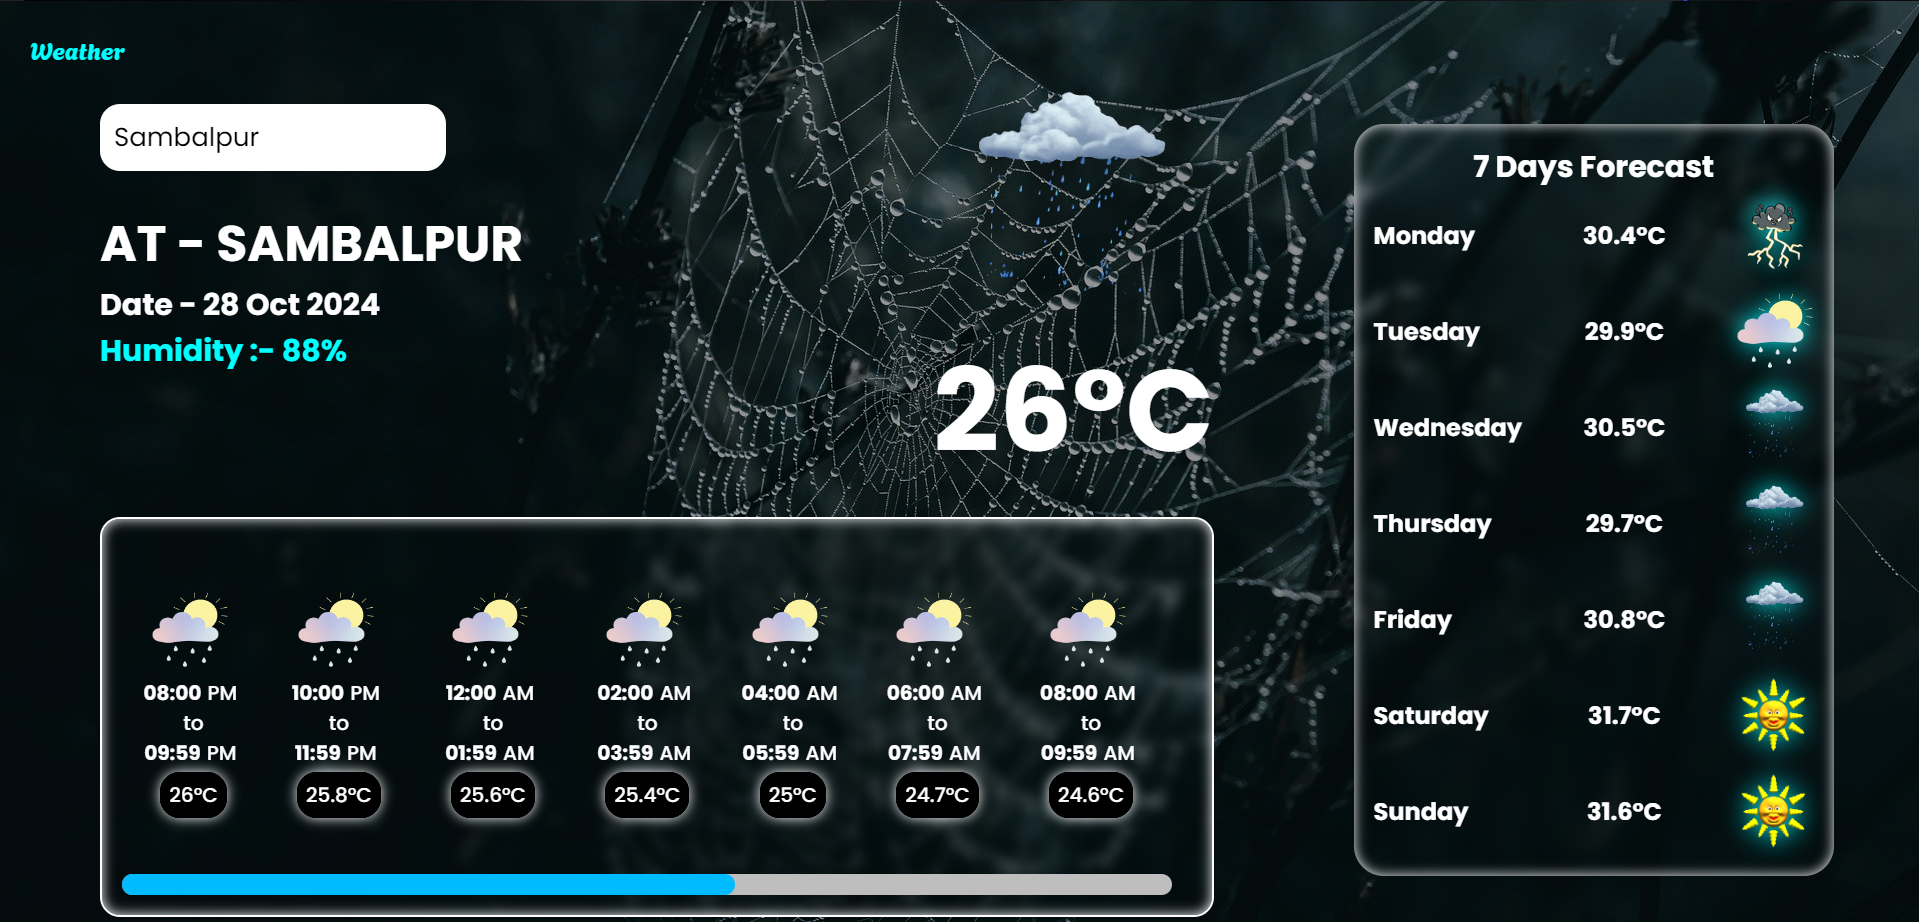 Weather
Sambalpur
AT - SAMBALPUR
Date - 28 Oct 2024
Humidity :- 88%
26°C
08:00 PM
to
09:59 PM
26°C
10:00 PM
to
11:59 PM
25.8°C
12:00 AM
to
01:59 AM
25.6°C
02:00 AM
to
03:59 AM
25.4°C
04:00 AM
to
05:59 AM
25°C
06:00 AM
to
07:59 AM
24.7°C
08:00 AM
to
09:59 AM
24.6°C
7 Days Forecast
Monday 30.4°C
Tuesday 29.9°C
Wednesday 30.5°C
Thursday 29.7°C
Friday 30.8°C
Saturday 31.7°C
Sunday 31.6°C